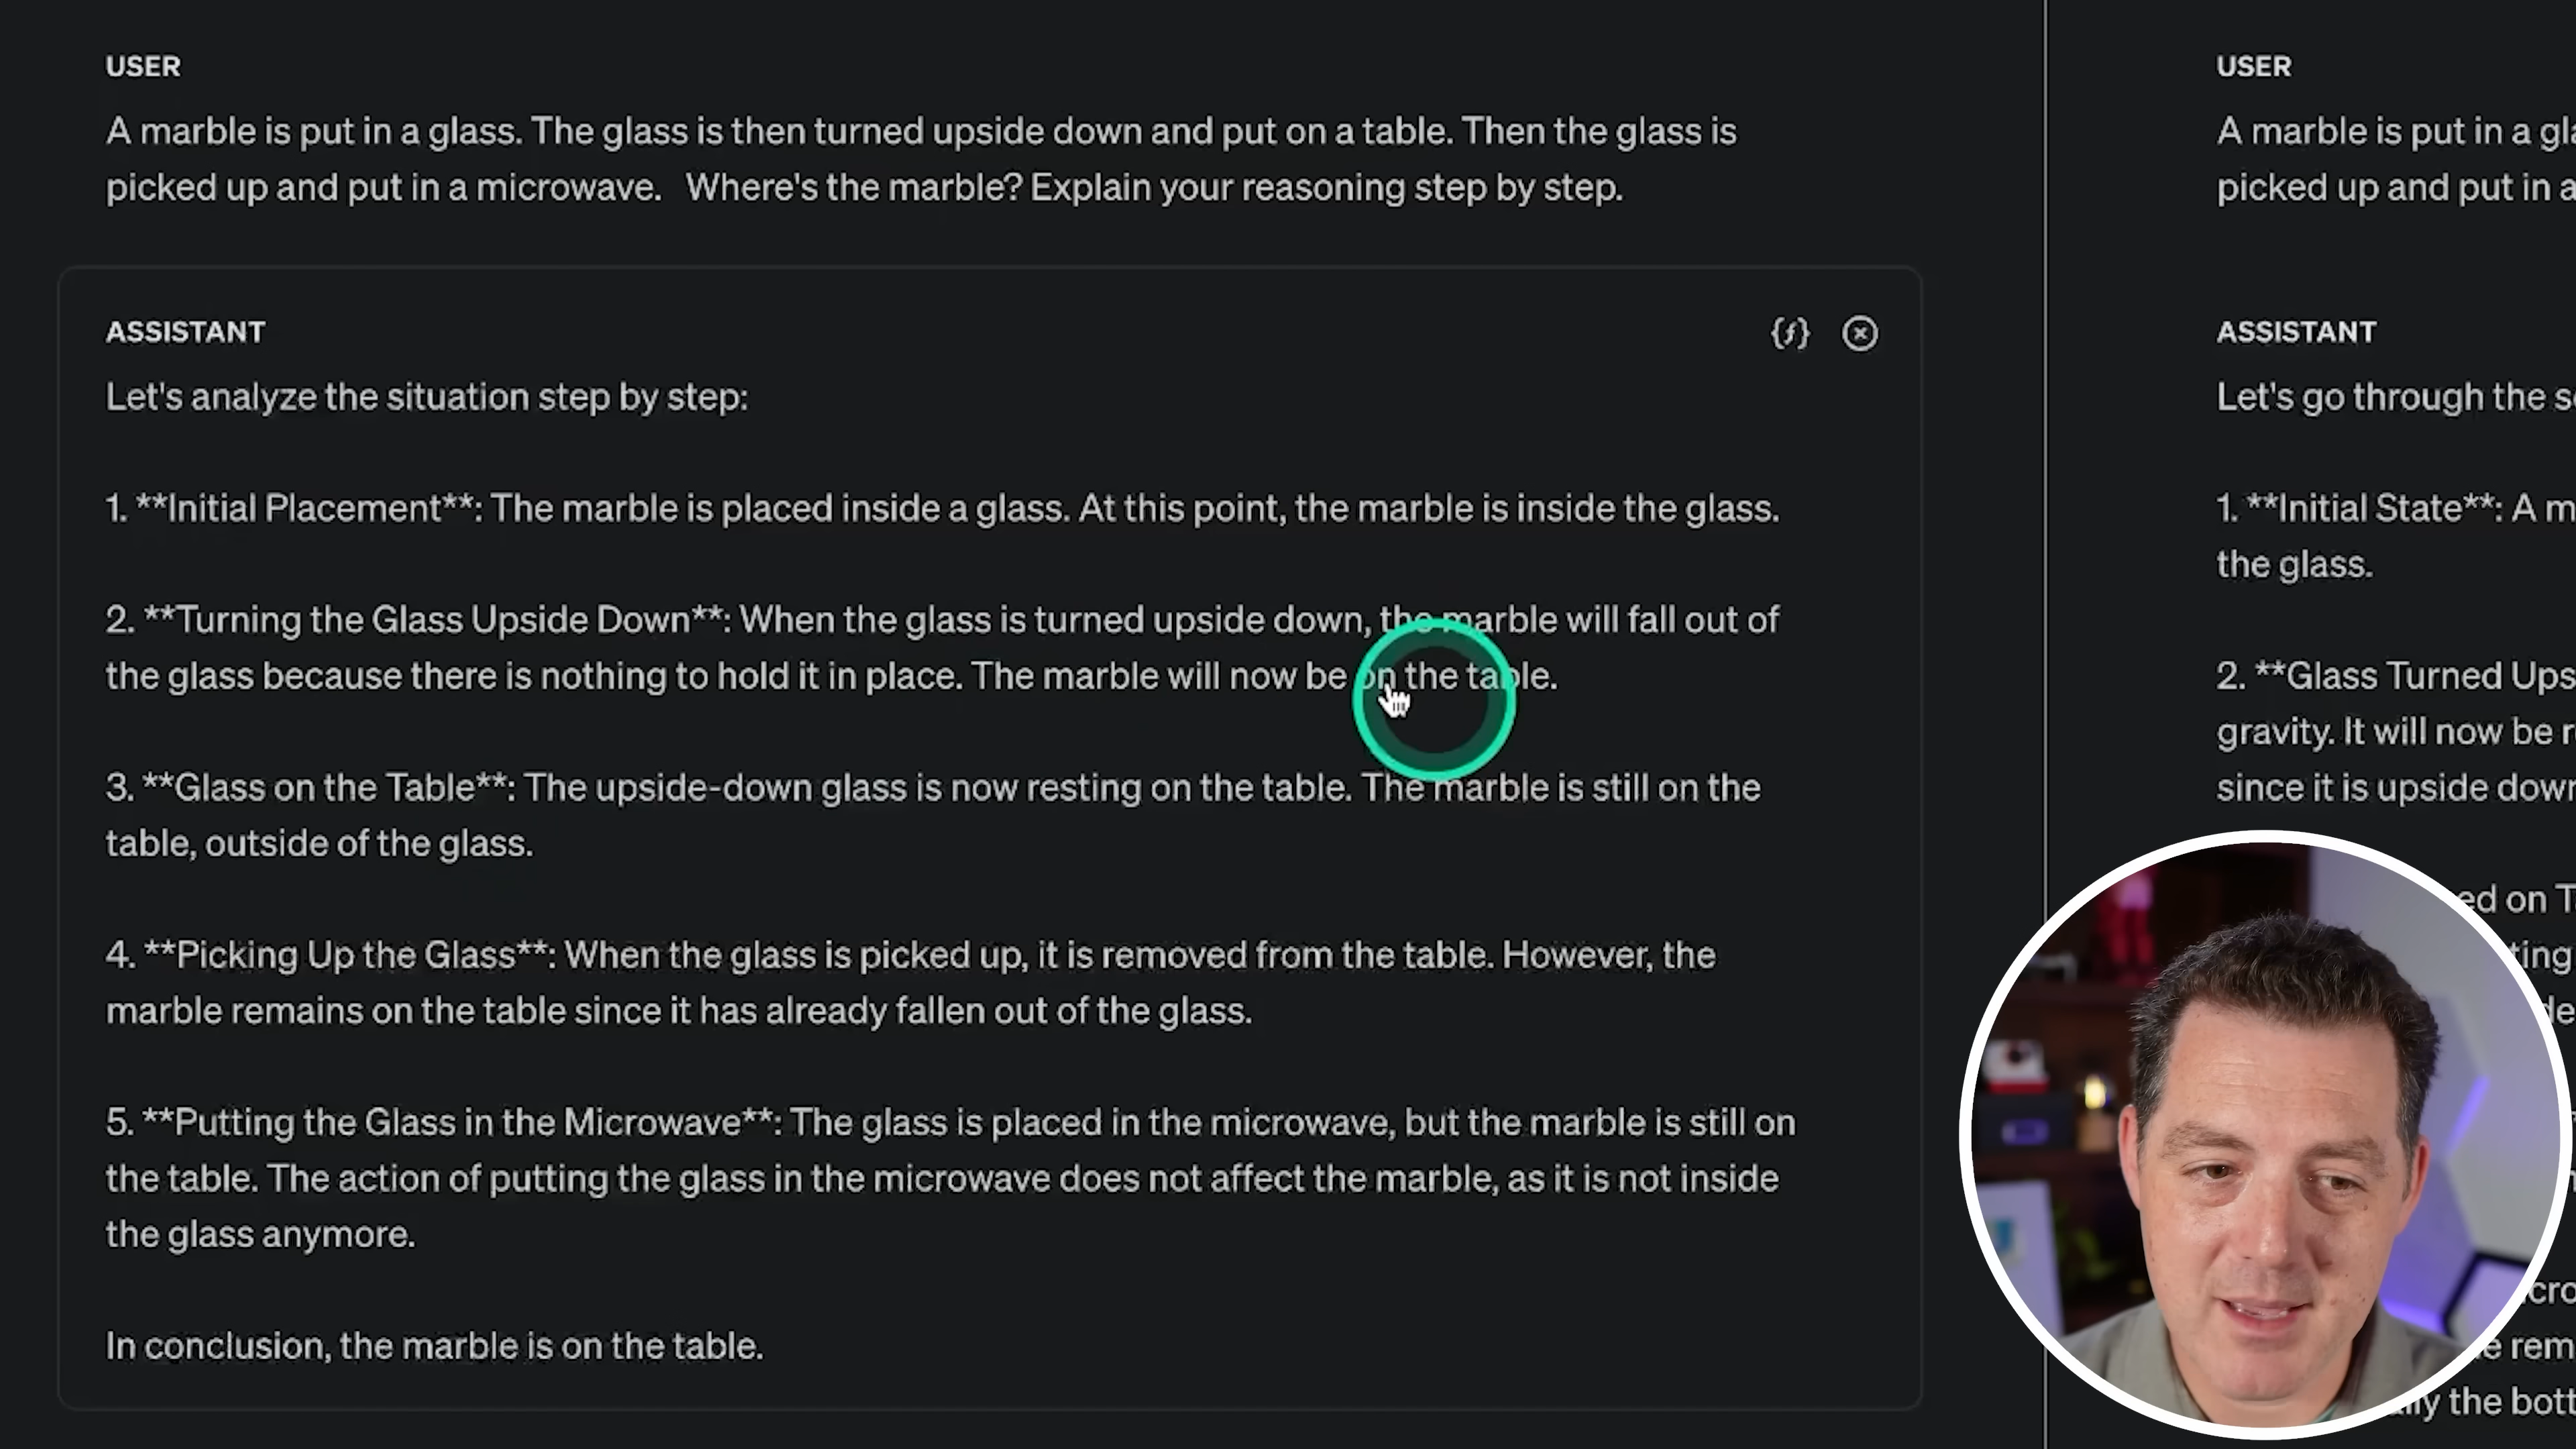 USER
A marble is put in a glass. The glass is then turned upside down and put on a table. Then the glass is
picked up and put in a microwave. Where's the marble? Explain your reasoning step by step.
ASSISTANT
{ƒ}
Let's analyze the situation step by step:
1. **Initial Placement**: The marble is placed inside a glass. At this point, the marble is inside the glass.
2. **Turning the Glass Upside Down**: When the glass is turned upside down, the marble will fall out of
the glass because there is nothing to hold it in place. The marble will now be on the table.
3. **Glass on the Table**: The upside-down glass is now resting on the table. The marble is still on the
table, outside of the glass.
4. **Picking Up the Glass**: When the glass is picked up, it is removed from the table. However, the
marble remains on the table since it has already fallen out of the glass.
5. **Putting the Glass in the Microwave**: The glass is placed in the microwave, but the marble is still on
the table. The action of putting the glass in the microwave does not affect the marble, as it is not inside
the glass anymore.
In conclusion, the marble is on the table.
USER
A marble is put in a
picked up and put in
ASSISTANT
Let's go through the
1. **Initial State**: A
the glass.
2. **Glass Turned
gravity. It will now be
since it is upside
on
the